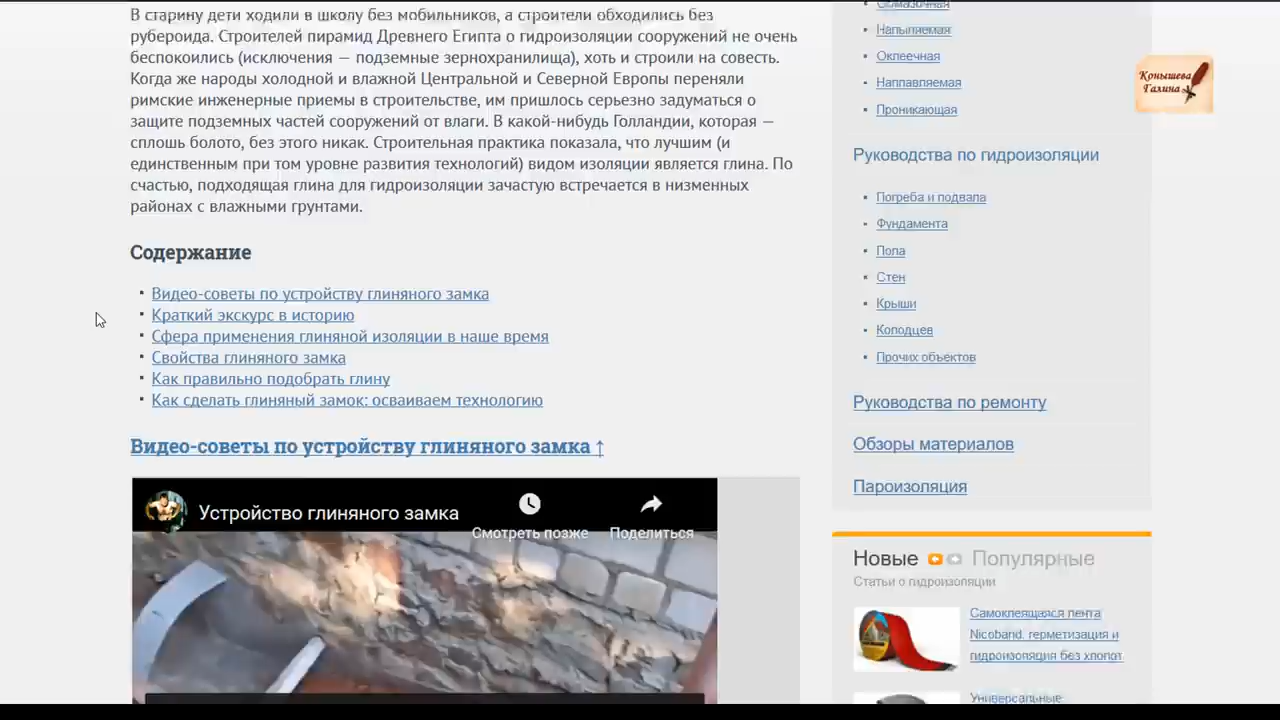 В старину дети ходили в школу без мобильников, а строители обходились без
рубероида. Строителей пирамид Древнего Египта о гидроизоляции сооружений не очень
беспокоились (исключения — подземные зернохранилища), хоть и строили на совесть.
Когда же народы холодной и влажной Центральной и Северной Европы переняли
римские инженерные приемы в строительстве, им пришлось серьезно задуматься о
защите подземных частей сооружений от влаги. В какой-нибудь Голландии, которая —
сплошь болото, без этого никак. Строительная практика показала, что лучшим (и
единственным при том уровне развития технологий) видом изоляции является глина. По
счастью, подходящая глина для гидроизоляции зачастую встречается в низменных
районах с влажными грунтами.
Содержание
Видео-советы по устройству глиняного замка
Краткий экскурс в историю
Сфера применения глиняной изоляции в наше время
Свойства глиняного замка
Как правильно подобрать глину
Как сделать глиняный замок: осваиваем технологию
Видео-советы по устройству глиняного замка ↑
Устройство глиняного замка
Смотреть позже
Поделиться
Обмазочная
Напыляемая
Оклеечная
Наплавляемая
Проникающая
Руководства по гидроизоляции
Погреба и подвала
Фундамента
Пола
Стен
Крыши
Колодцев
Прочих объектов
Руководства по ремонту
Обзоры материалов
Пароизоляция
Новые Популярные
Статьи о гидроизоляции
Самоклеящаяся лента
Nicoband: герметизация и
гидроизоляция без хлопот
Универсальные
Конышева
Галина